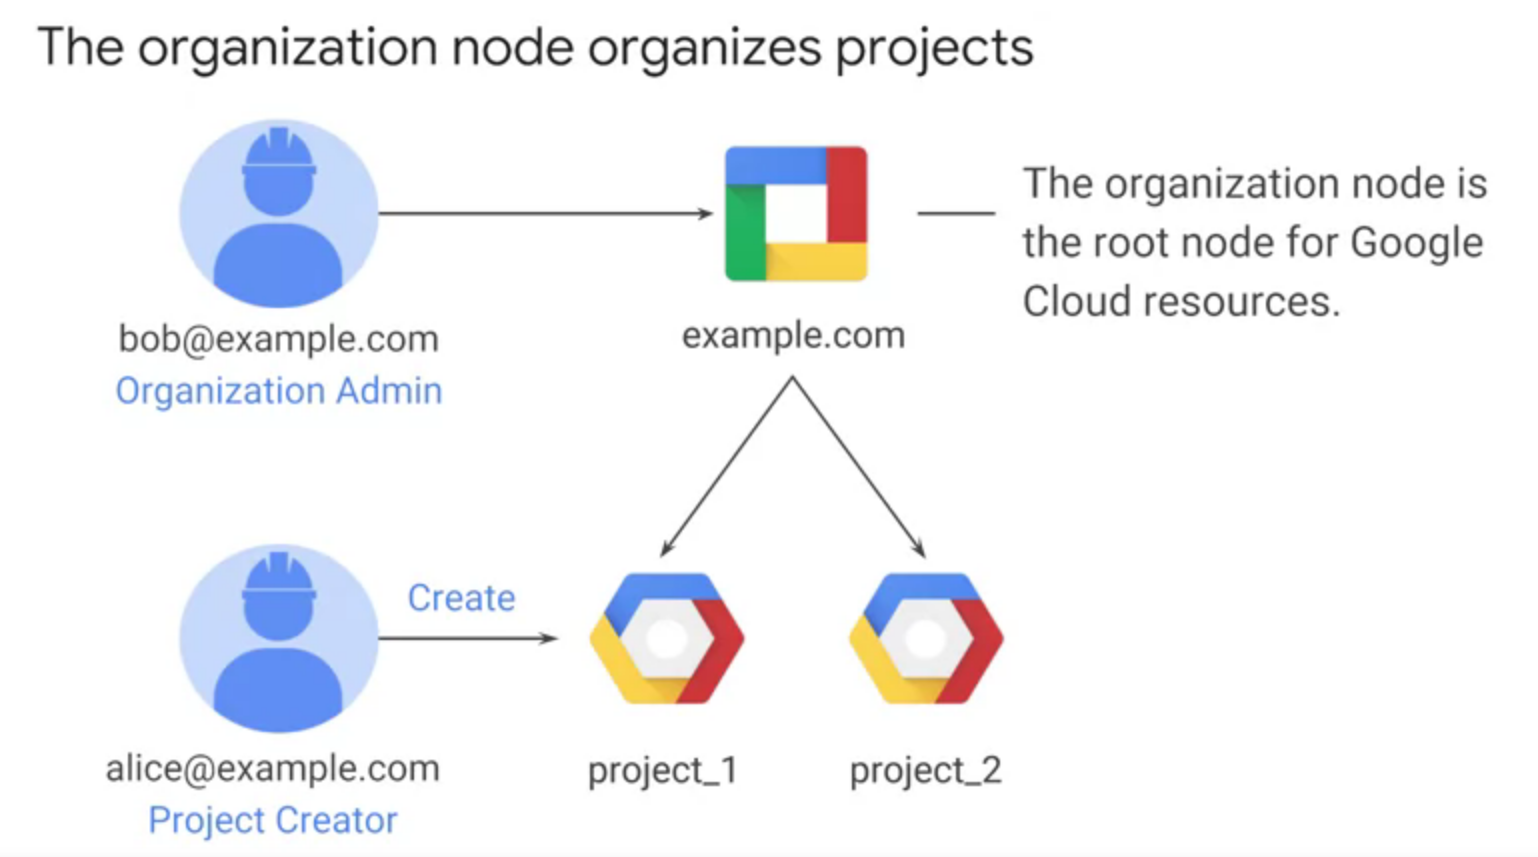 The organization node organizes projects
The organization node is
the root node for Google
Cloud resources.
bob@example.com
Organization Admin
example.com
Create
alice@example.com
Project Creator
project_1
project_2